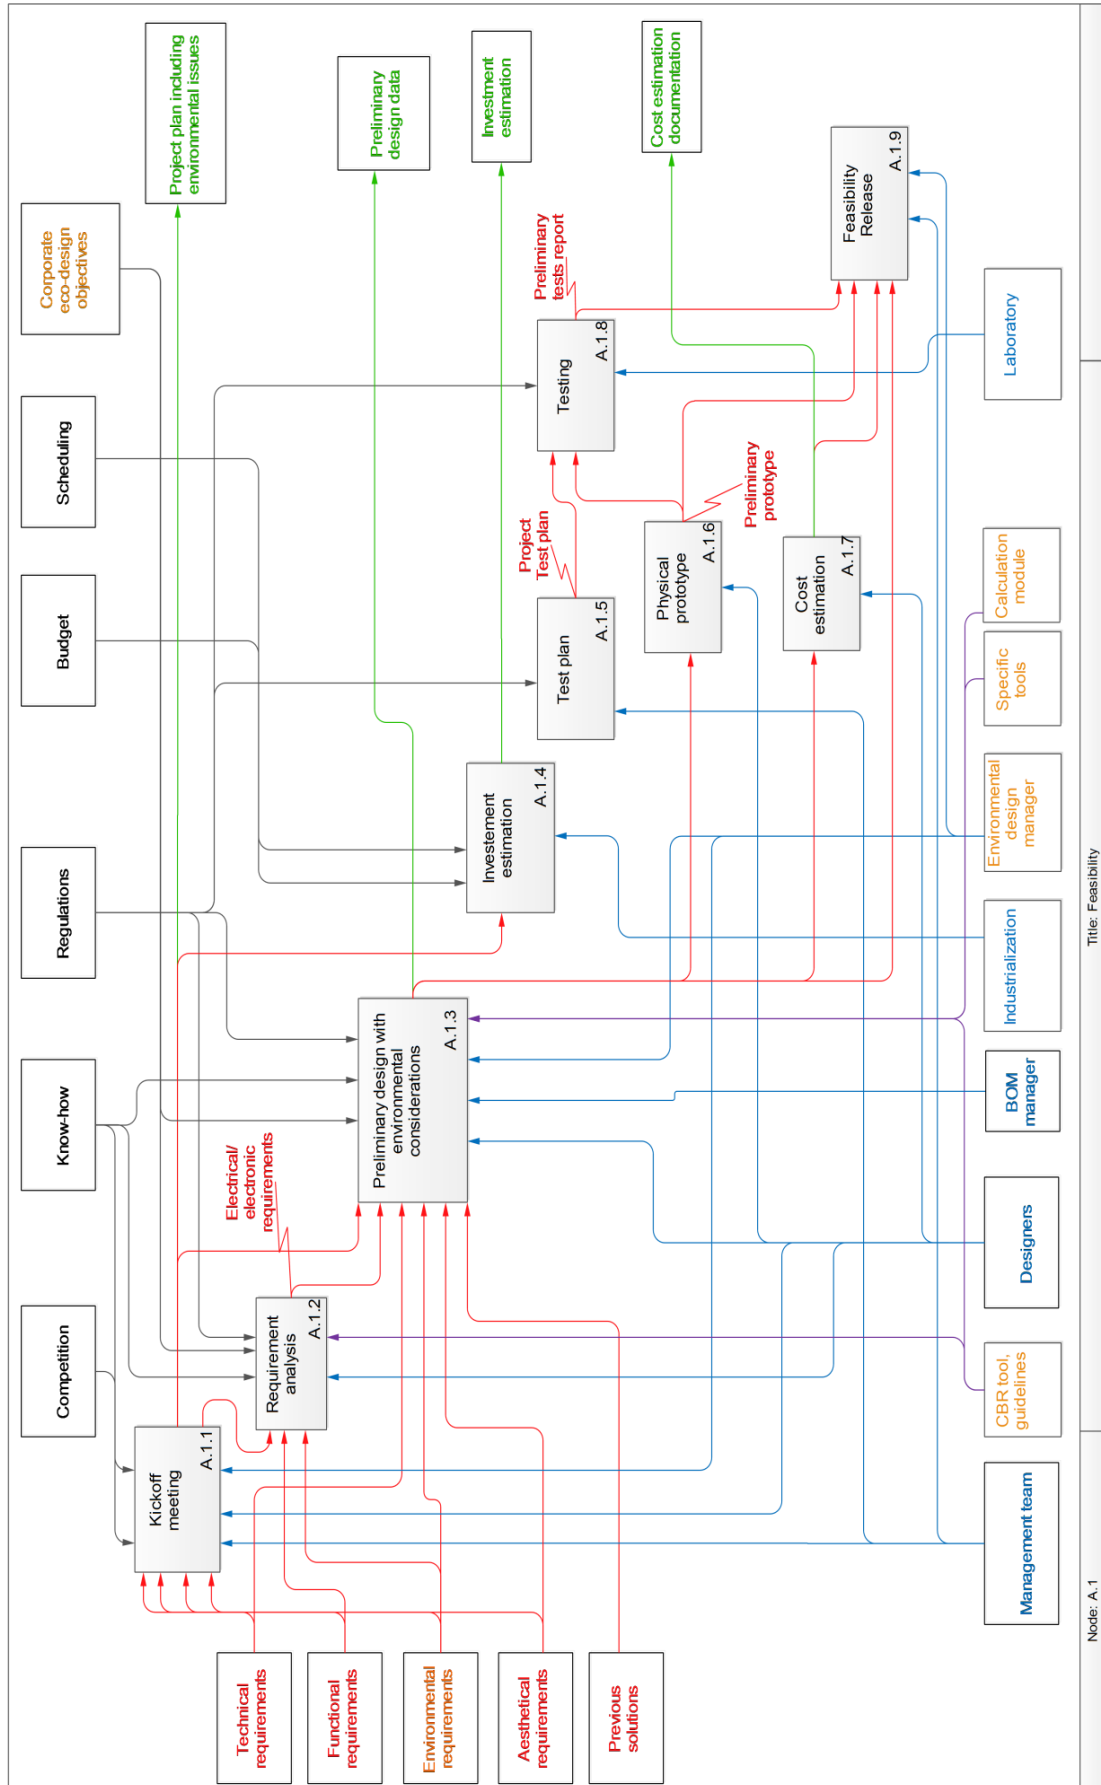 Competition
Know-how
Regulations
Budget
Scheduling
Corporate
eco-design
objectives
Project plan including
environmental issues
Preliminary
design data
Investment
estimation
Cost estimation
documentation
Technical
requirements
Functional
requirements
Environmental
requirements
Aesthetical
requirements
Previous
solutions
Kickoff
meeting
A.1.1
Requirement
analysis
A.1.2
Electrical/
electronic
requirements
Preliminary design with
environmental
considerations
A.1.3
Investement
estimation
A.1.4
Test plan
A.1.5
Project
Test plan
Physical
prototype
A.1.6
Preliminary
prototype
Cost
estimation
A.1.7
Testing
A.1.8
Preliminary
tests report
Feasibility
Release
A.1.9
Management team
CBR tool,
guidelines
Designers
BOM
manager
Industrialization
Environmental
design
manager
Specific
tools
Calculation
module
Laboratory
Node: A.1
Title: Feasibility